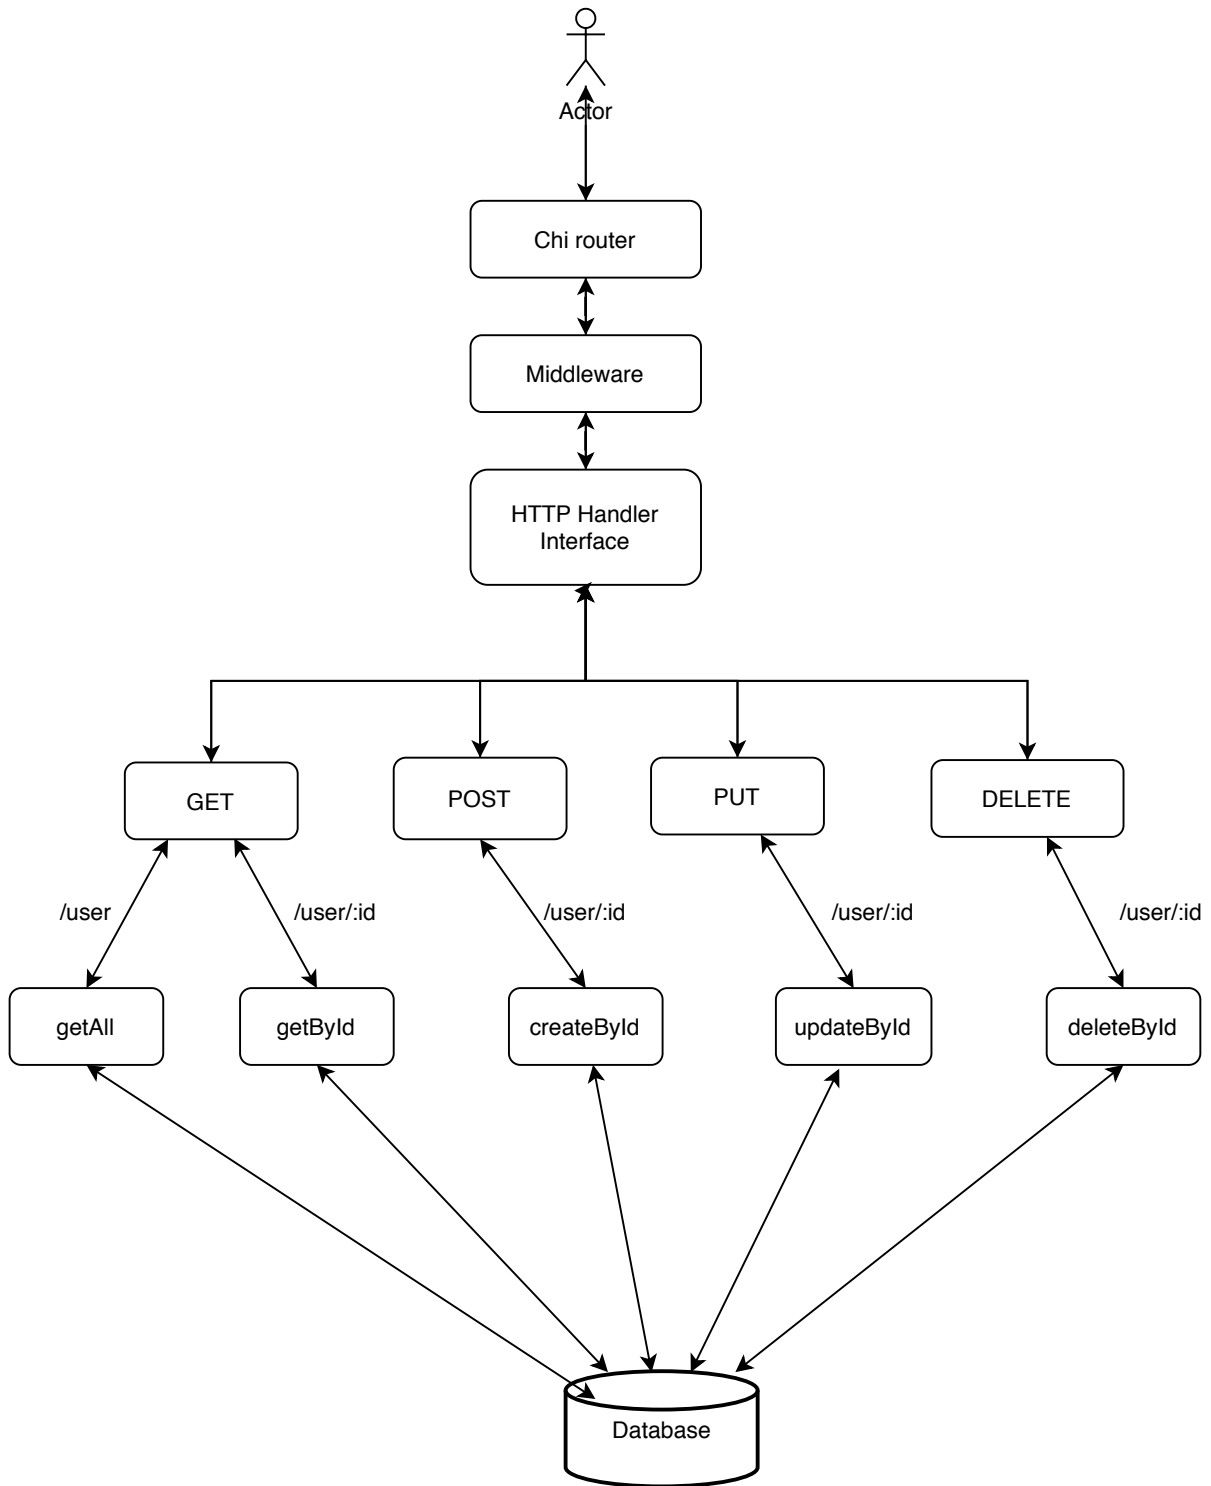 Actor
Chi router
Middleware
HTTP Handler
Interface
GET
POST
PUT
DELETE
/user
/user/:id
/user/:id
/user/:id
/user/:id
getAll
getById
createById
updateById
deleteById
Database